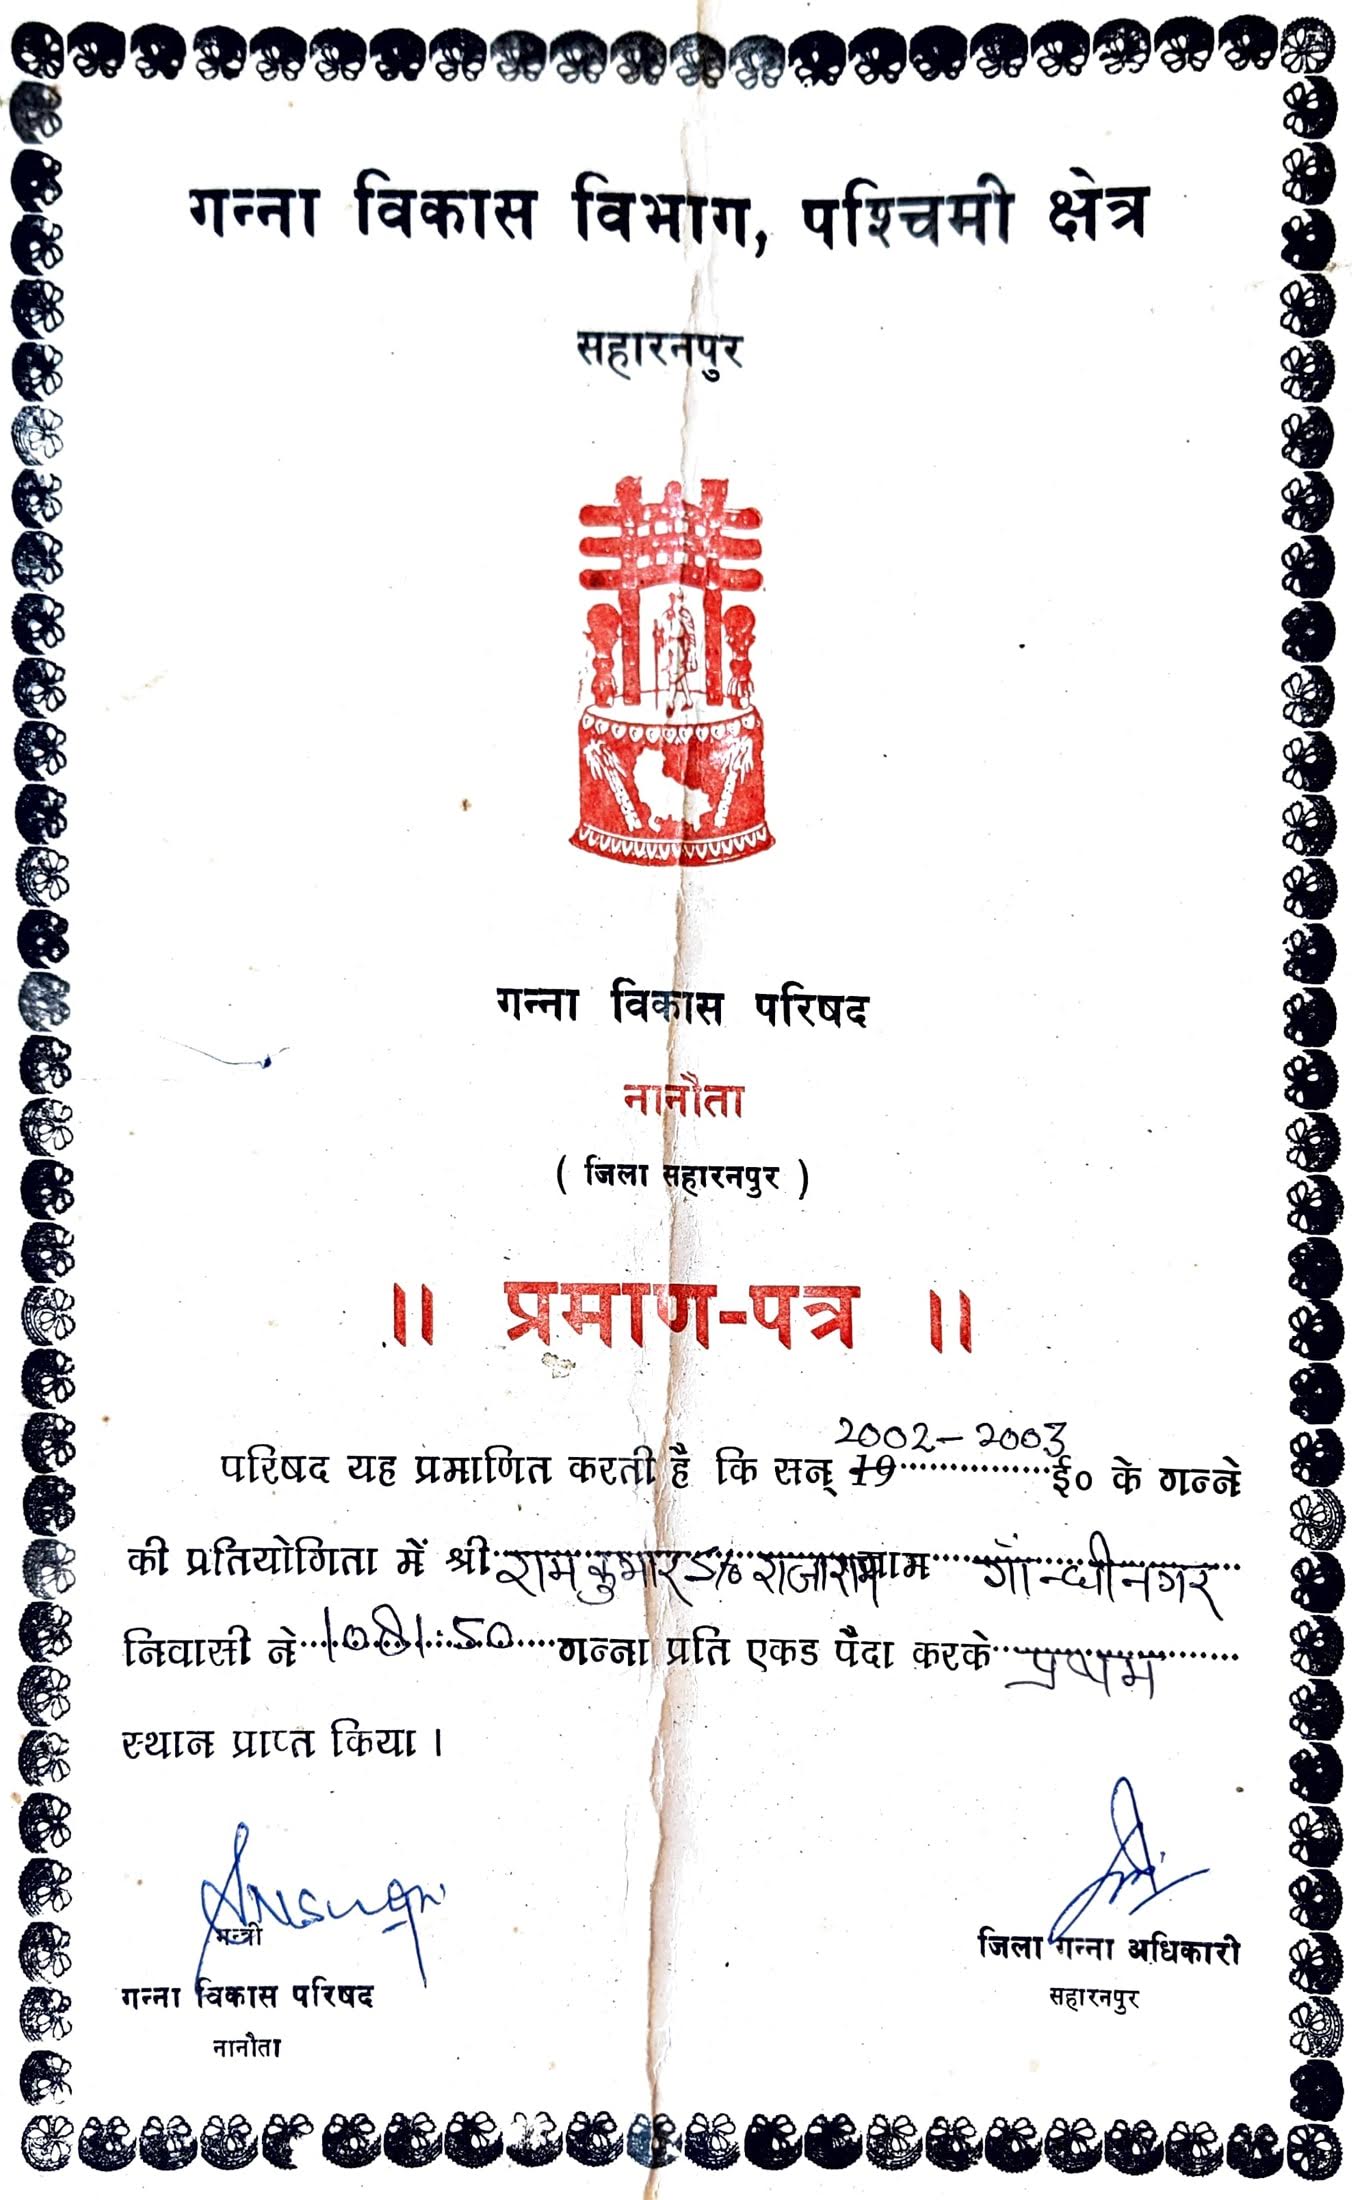 गन्ना विकास विभाग, पश्चिमी क्षेत्र
सहारनपुर
गन्ना विकास परिषद
नानौता
( जिला सहारनपुर )
।। प्रमाण-पत्र ।।
2002-2003
परिषद यह प्रमाणित करती है कि सन् 19..............ई० के गन्ने
की प्रतियोगिता में श्री रामकुमार S/o राजाराम ग्राम गाँन्धीनगर
निवासी ने 1081.50 गन्ना प्रति एकड पैदा करके प्रथम
स्थान प्राप्त किया ।
मन्त्री
गन्ना विकास परिषद
नानौता
जिला गन्ना अधिकारी
सहारनपुर